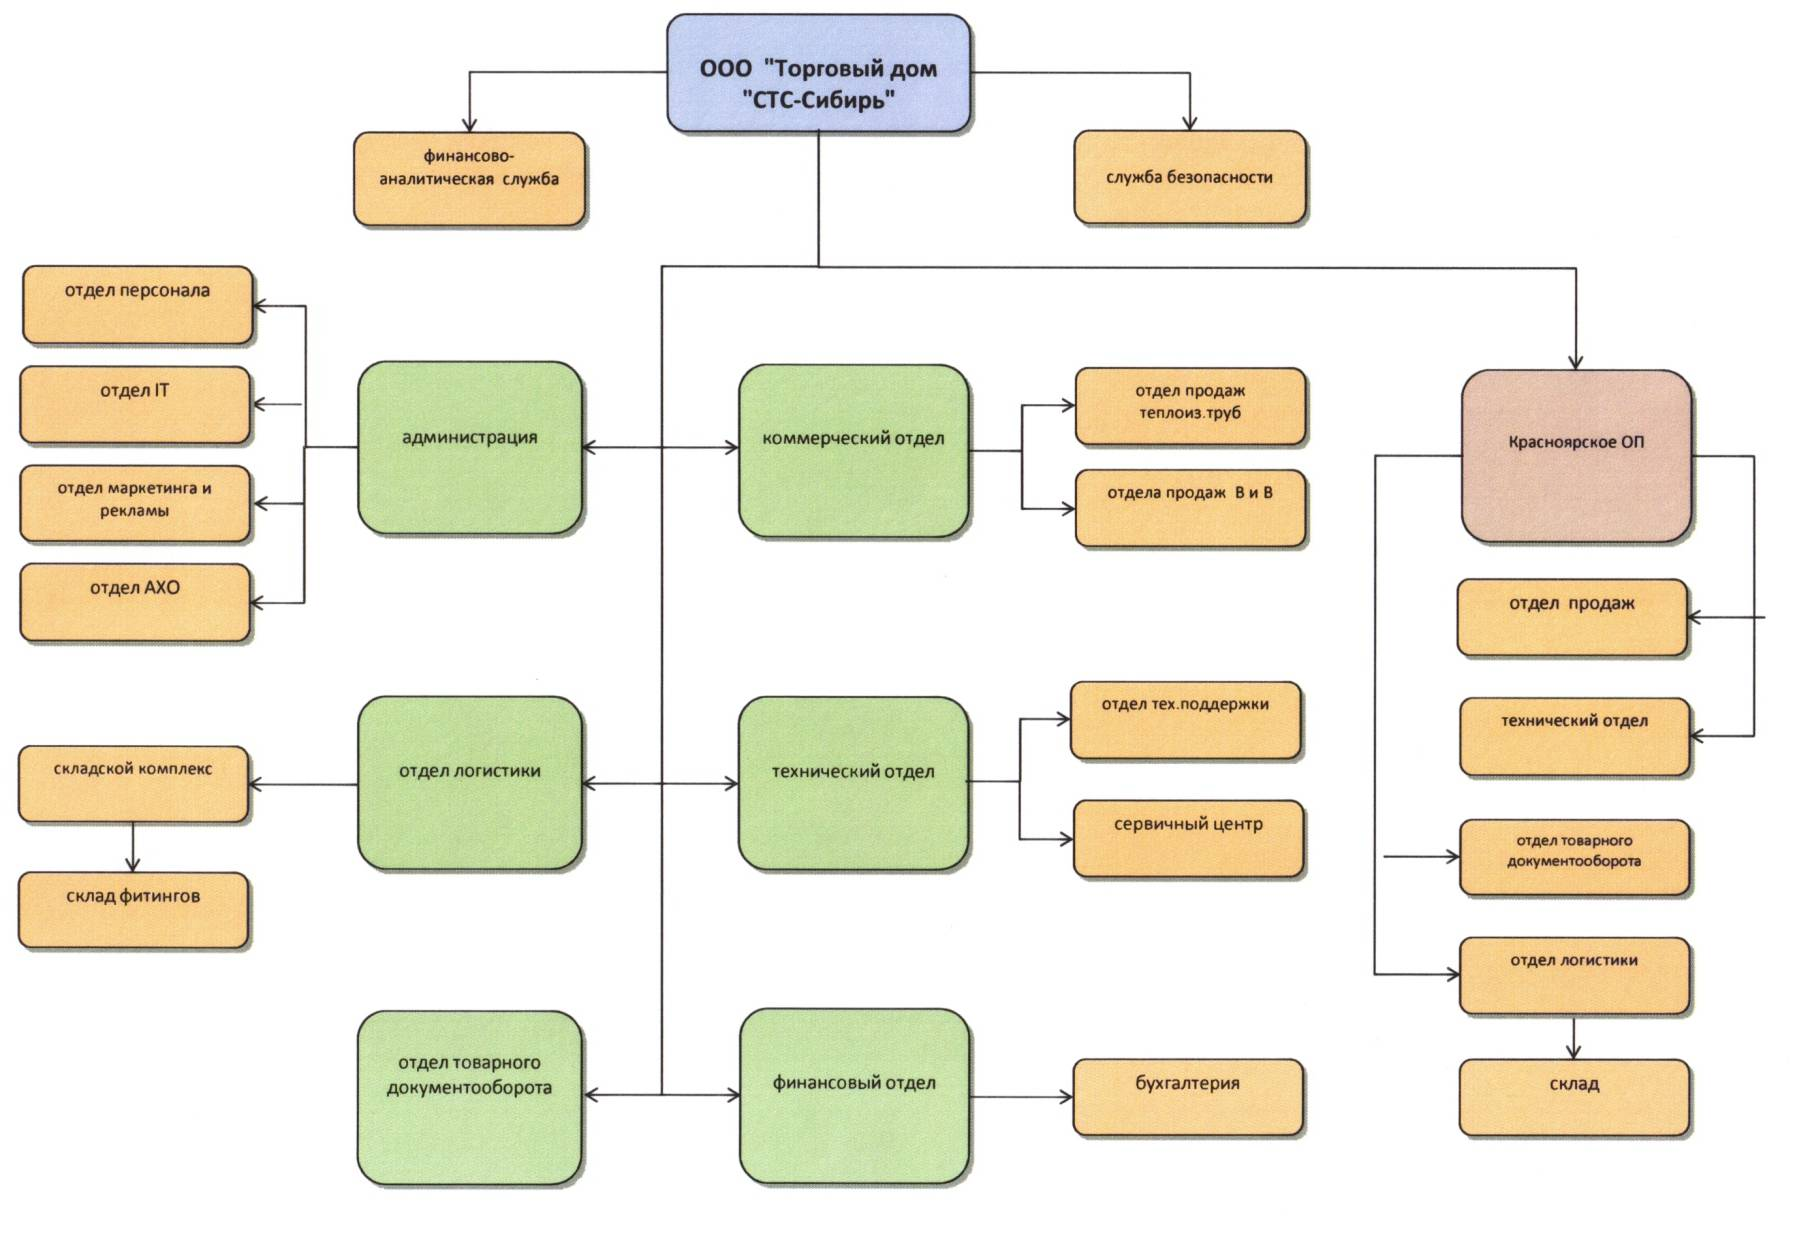 ООО "Торговый дом
"СТС-Сибирь"
финансово-
аналитическая служба
служба безопасности
отдел персонала
отдел IT
отдел маркетинга и
рекламы
отдел АХО
администрация
коммерческий отдел
отдел продаж
теплоиз.труб
отдела продаж В и В
Красноярское ОП
отдел продаж
технический отдел
отдел товарного
документооборота
отдел логистики
склад
складской комплекс
склад фитингов
отдел логистики
технический отдел
отдел тех.поддержки
сервичный центр
отдел товарного
документооборота
финансовый отдел
бухгалтерия